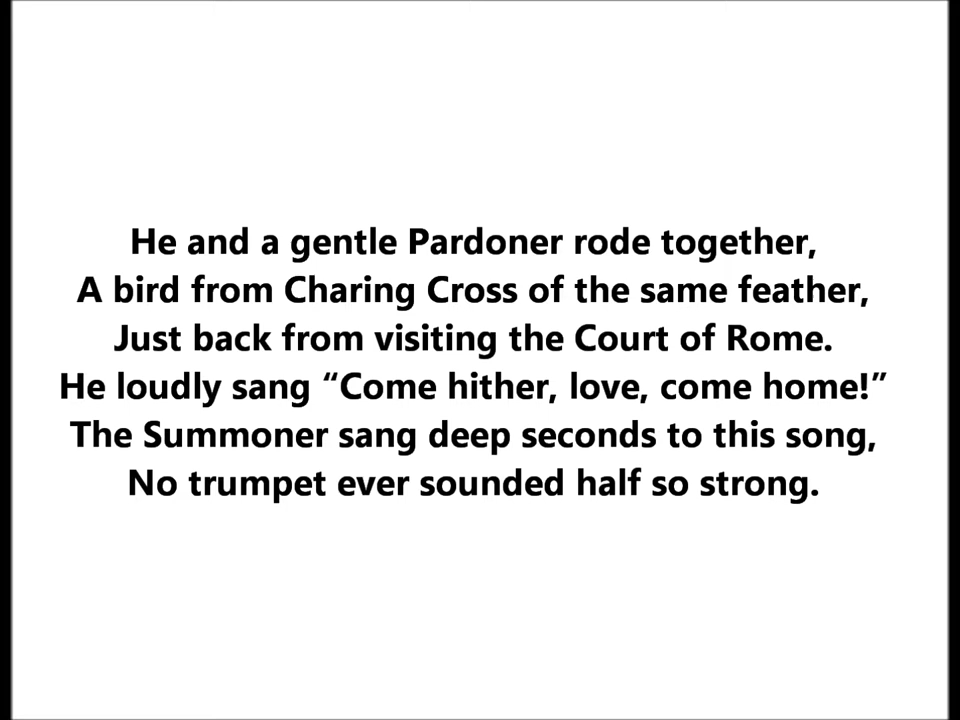 He and a gentle Pardoner rode together,
A bird from Charing Cross of the same feather,
Just back from visiting the Court of Rome.
He loudly sang “Come hither, love, come home!”
The Summoner sang deep seconds to this song,
No trumpet ever sounded half so strong.